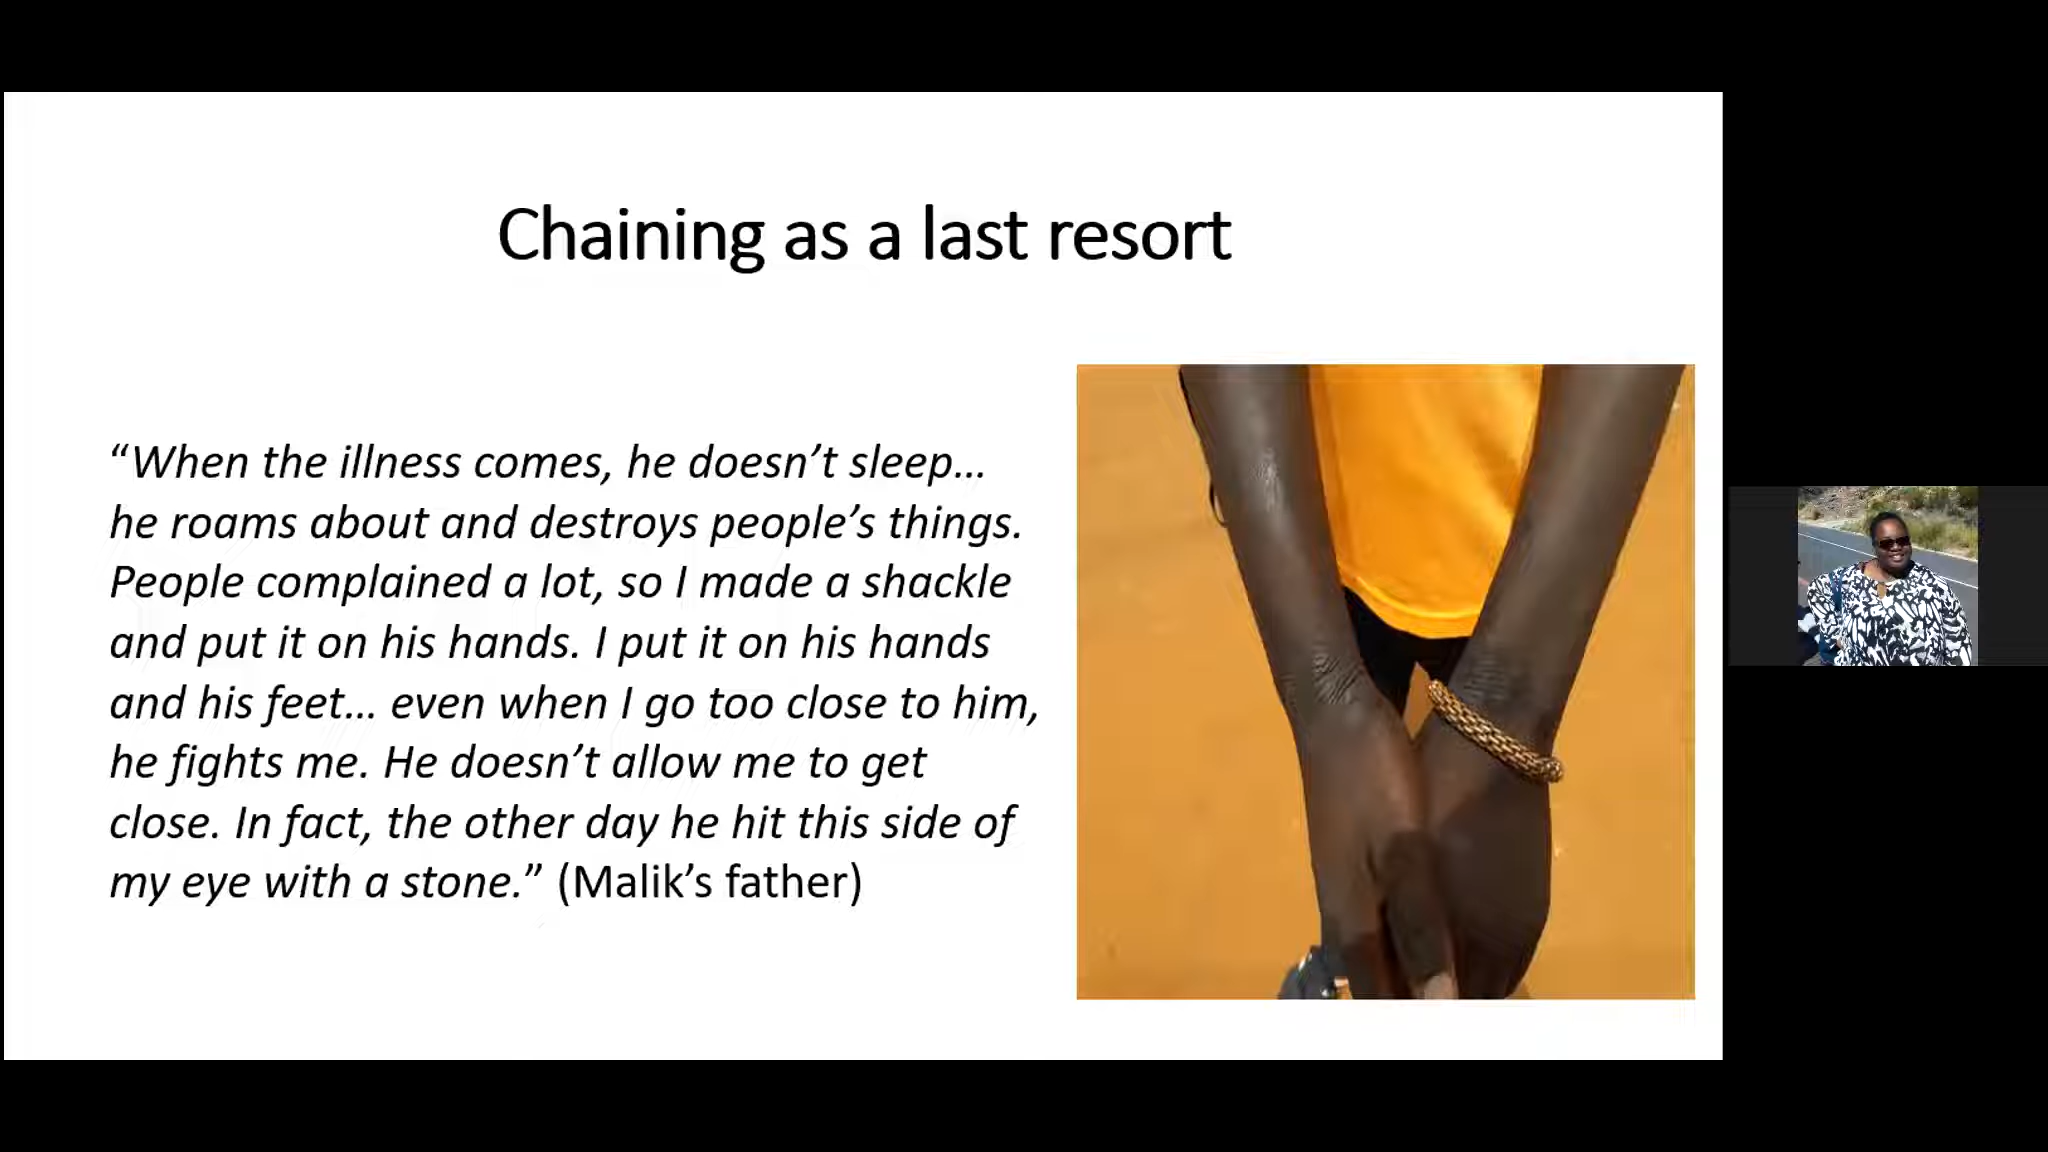 Chaining as a last resort
“When the illness comes, he doesn’t sleep…
he roams about and destroys people’s things.
People complained a lot, so I made a shackle
and put it on his hands. I put it on his hands
and his feet… even when I go too close to him,
he fights me. He doesn’t allow me to get
close. In fact, the other day he hit this side of
my eye with a stone.” (Malik’s father)